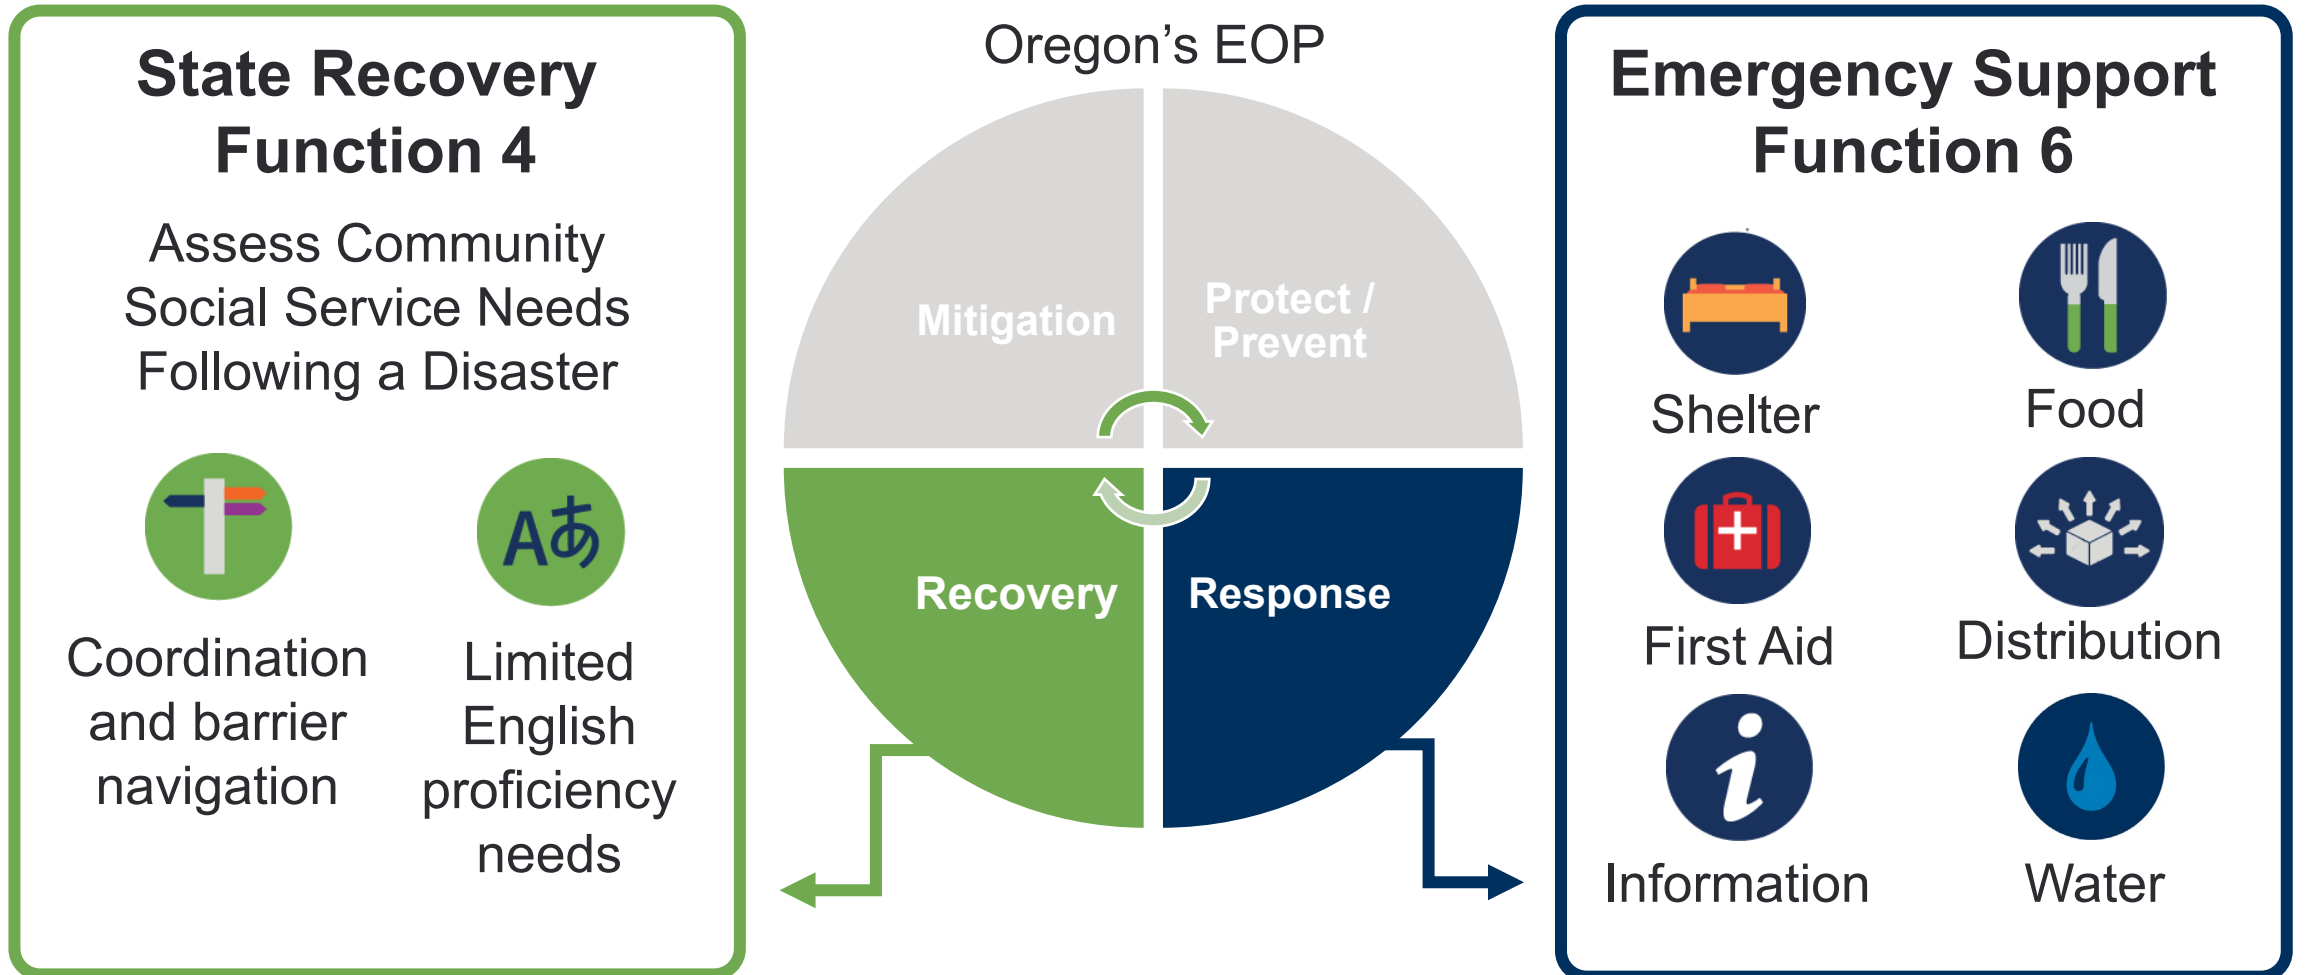 State Recovery
Function 4
Assess Community
Social Service Needs
Following a Disaster
Aあ
Coordination
and barrier
navigation
Limited
English
proficiency
needs
Oregon’s EOP
Mitigation
Protect /
Prevent
Recovery
Response
Emergency Support
Function 6
Shelter
Food
First Aid
Distribution
i
Information
Water